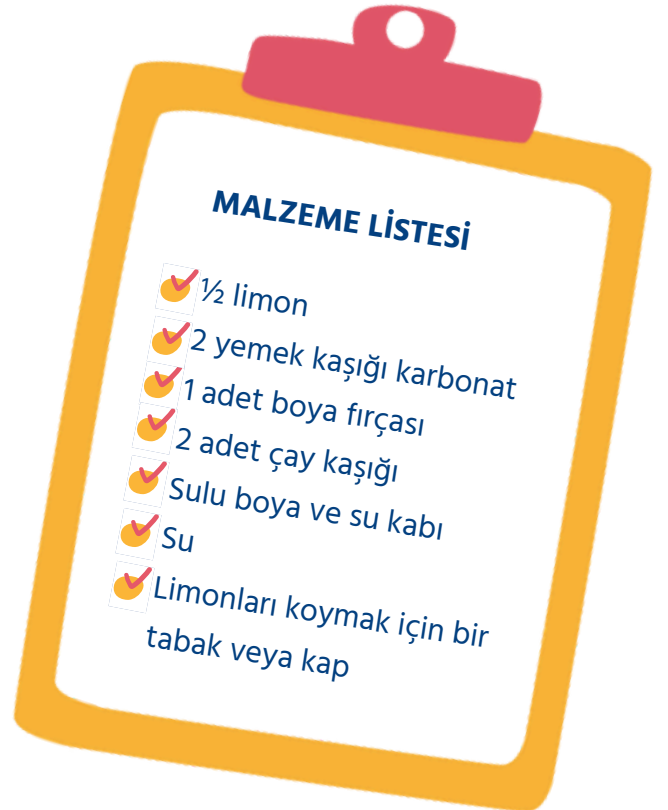 MALZEME LİSTESİ
½ limon
2 yemek kaşığı karbonat
1 adet boya fırçası
2 adet çay kaşığı
Sulu boya ve su kabı
Su
Limonları koymak için bir
tabak veya kap